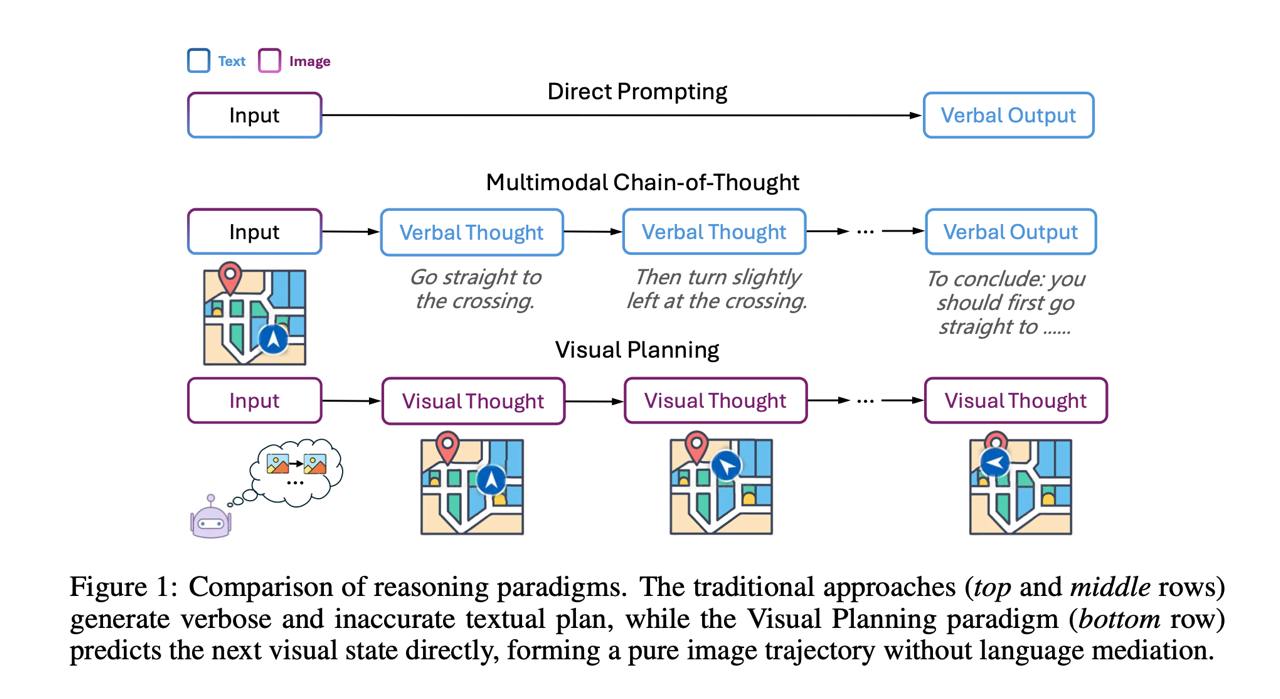 Text Image
Direct Prompting
Input Verbal Output
Multimodal Chain-of-Thought
Input Verbal Thought Verbal Thought ... Verbal Output
Go straight to
the crossing.
Then turn slightly
left at the crossing.
To conclude: you
should first go
straight to ......
Visual Planning
Input Visual Thought Visual Thought ... Visual Thought
...
Figure 1: Comparison of reasoning paradigms. The traditional approaches (top and middle rows)
generate verbose and inaccurate textual plan, while the Visual Planning paradigm (bottom row)
predicts the next visual state directly, forming a pure image trajectory without language mediation.